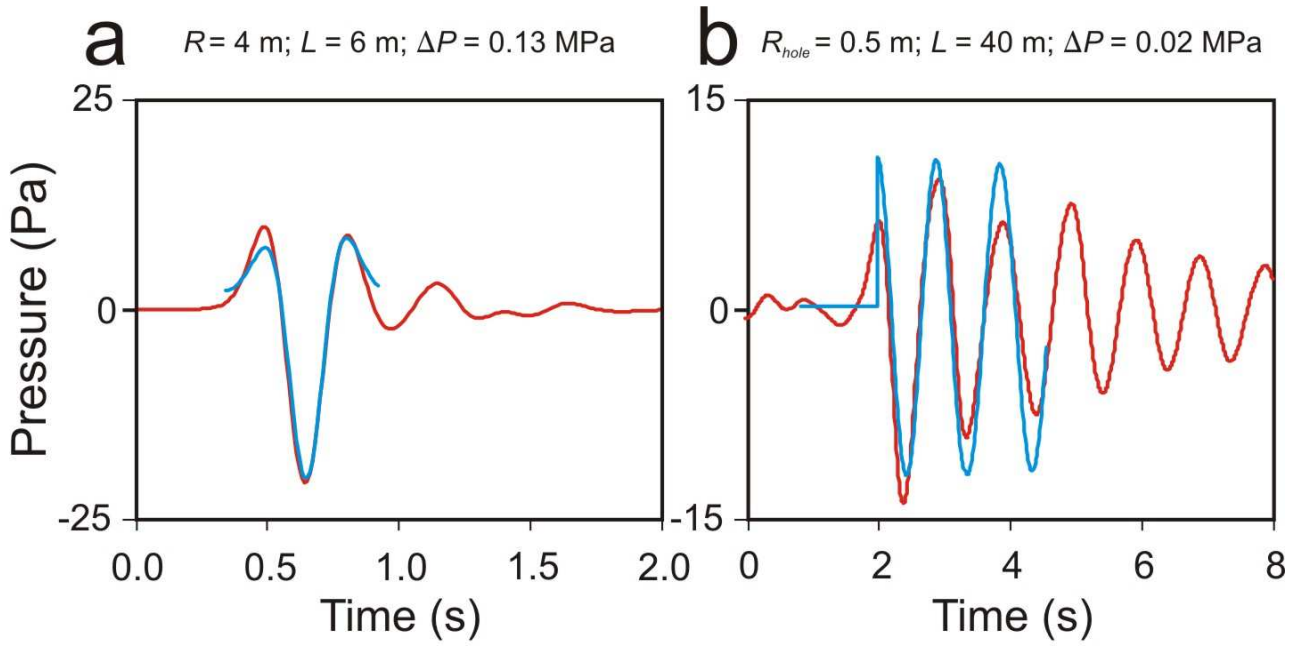 a
R = 4 m; L = 6 m; ΔP = 0.13 MPa
25
0
-25
0.0 0.5 1.0 1.5 2.0
Time (s)
Pressure (Pa)
b
R_hole = 0.5 m; L = 40 m; ΔP = 0.02 MPa
15
0
-15
0 2 4 6 8
Time (s)